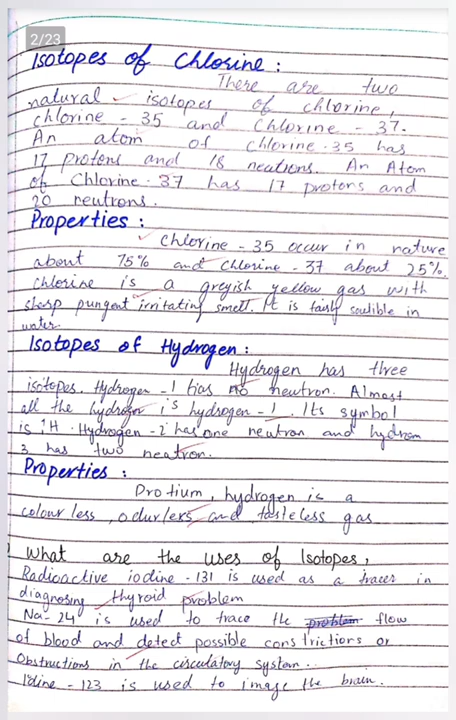 2/23
Isotopes of Chlorine :
There are two
natural isotopes of chlorine,
chlorine - 35 and chlorine - 37.
An atom of chlorine - 35 has
17 protons and 18 neutrons. An Atom
of Chlorine - 37 has 17 protons and
20 neutrons.
Properties :
chlorine - 35 occur in nature
about 75% and chlorine - 37 about 25%.
chlorine is a greyish yellow gas with
sharp pungent irritating smell. It is fairly soulible in
water
Isotopes of Hydrogen :
Hydrogen has three
isotopes. Hydrogen - 1 has no neutron. Almost
all the hydrogen is hydrogen - 1. Its symbol
is 1H. Hydrogen - 2 has one neutron and hydrogen
3 has two neutron.
Properties :
Protium, hydrogen is a
colour less, odurless and tasteless gas
What are the uses of Isotopes,
Radioactive iodine - 131 is used as a tracer in
diagnosing thyroid problem
Na - 24 is used to trace the problem flow
of blood and detect possible constrictions or
obstructions in the circulatory system.
Idine - 123 is used to image the brain.